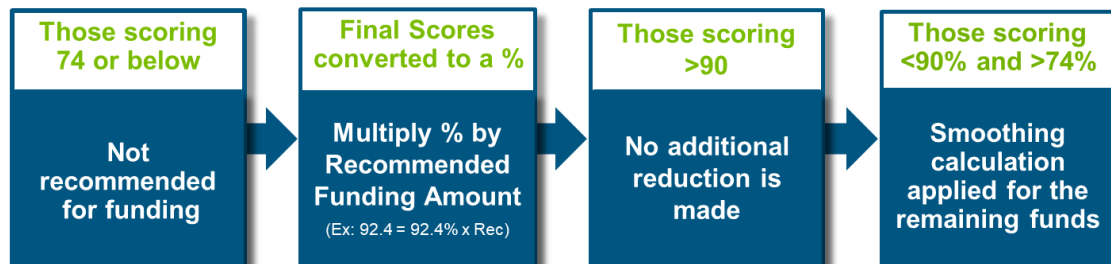 Those scoring
74 or below
Not
recommended
for funding
Final Scores
converted to a %
Multiply % by
Recommended
Funding Amount
(Ex: 92.4 = 92.4% x Rec)
Those scoring
>90
No additional
reduction is
made
Those scoring
<90% and >74%
Smoothing
calculation
applied for the
remaining funds